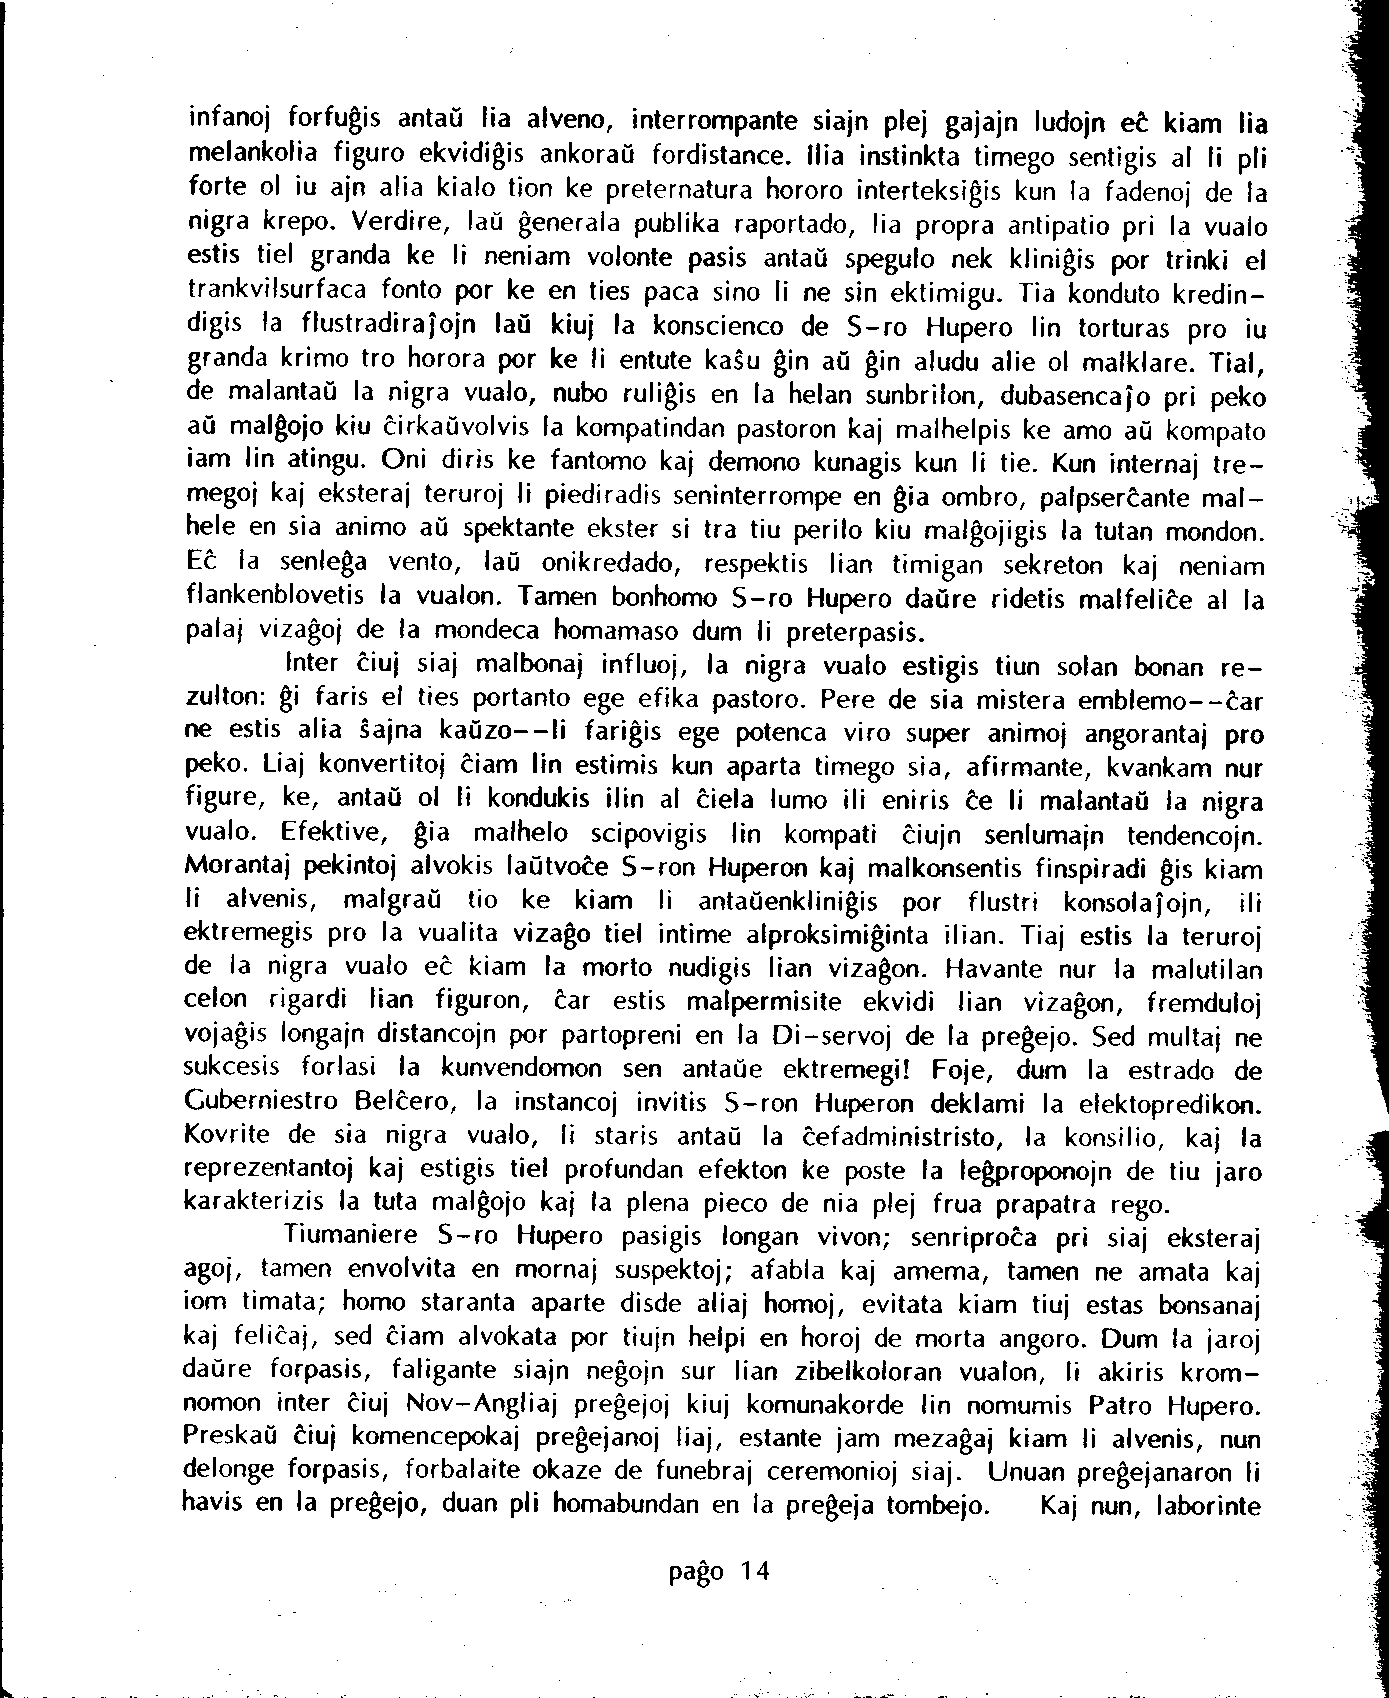 infanoj forfuĝis antaŭ lia alveno, interrompante siajn plej gajajn ludojn eĉ kiam lia
melankolia figuro ekvidiĝis ankoraŭ fordistance. Ilia instinkta timego sentigis al li pli
forte ol iu ajn alia kialo tion ke preternatura hororo interteksiĝis kun la fadenoj de la
nigra krepo. Verdire, laŭ ĝenerala publika raportado, lia propra antipatio pri la vualo
estis tiel granda ke li neniam volonte pasis antaŭ spegulo nek kliniĝis por trinki el
trankvilsurfaca fonto por ke en ties paca sino li ne sin ektimigu. Tia konduto kredin-
digis la flustradiraĵojn laŭ kiuj la konscienco de S-ro Hupero lin torturas pro iu
granda krimo tro horora por ke li entute kaŝu ĝin aŭ ĝin aludu alie ol malklare. Tial,
de malantaŭ la nigra vualo, nubo ruliĝis en la helan sunbrilon, dubasencaĵo pri peko
aŭ malĝojo kiu ĉirkaŭvolvis la kompatindan pastoron kaj malhelpis ke amo aŭ kompato
iam lin atingu. Oni diris ke fantomo kaj demono kunagis kun li tie. Kun internaj tre-
megoj kaj eksteraj teruroj li piediradis seninterrompe en ĝia ombro, palpserĉante mal-
hele en sia animo aŭ spektante ekster si tra tiu perilo kiu malĝojigis la tutan mondon.
Eĉ la senleĝa vento, laŭ onikredado, respektis lian timigan sekreton kaj neniam
flankenblovetis la vualon. Tamen bonhomo S-ro Hupero daŭre ridetis malfeliĉe al la
palaj vizaĝoj de la mondeca homamaso dum li preterpasis.
Inter ĉiuj siaj malbonaj influoj, la nigra vualo estigis tiun solan bonan re-
zulton: ĝi faris el ties portanto ege efika pastoro. Pere de sia mistera emblemo--ĉar
ne estis alia ŝajna kaŭzo--li fariĝis ege potenca viro super animoj angorantaj pro
peko. Liaj konvertitoj ĉiam lin estimis kun aparta timego sia, afirmante, kvankam nur
figure, ke, antaŭ ol li kondukis ilin al ĉiela lumo ili eniris ĉe li malantaŭ la nigra
vualo. Efektive, ĝia malhelo scipovigis lin kompati ĉiujn senlumajn tendencojn.
Morantaj pekintoj alvokis laŭtvoĉe S-ron Huperon kaj malkonsentis finspiradi ĝis kiam
li alvenis, malgraŭ tio ke kiam li antaŭenkliniĝis por flustri konsolaĵojn, ili
ektremegis pro la vualita vizaĝo tiel intime alproksimiĝinta ilian. Tiaj estis la teruroj
de la nigra vualo eĉ kiam la morto nudigis lian vizaĝon. Havante nur la malutilan
celon rigardi lian figuron, ĉar estis malpermisite ekvidi lian vizaĝon, fremduloj
vojaĝis longajn distancojn por partopreni en la Di-servoj de la preĝejo. Sed multaj ne
sukcesis forlasi la kunvendomon sen antaŭe ektremegi! Foje, dum la estrado de
Guberniestro Belĉero, la instancoj invitis S-ron Huperon deklami la elektopredikon.
Kovrite de sia nigra vualo, li staris antaŭ la ĉefadministristo, la konsilio, kaj la
reprezentantoj kaj estigis tiel profundan efekton ke poste la leĝproponojn de tiu jaro
karakterizis la tuta malĝojo kaj la plena pieco de nia plej frua prapatra rego.
Tiumaniere S-ro Hupero pasigis longan vivon; senriproĉa pri siaj eksteraj
agoj, tamen envolvita en mornaj suspektoj; afabla kaj amema, tamen ne amata kaj
iom timata; homo staranta aparte disde aliaj homoj, evitata kiam tiuj estas bonsanaj
kaj feliĉaj, sed ĉiam alvokata por tiujn helpi en horoj de morta angoro. Dum la jaroj
daŭre forpasis, faligante siajn neĝojn sur lian zibelkoloran vualon, li akiris krom-
nomon inter ĉiuj Nov-Angliaj preĝejoj kiuj komunakorde lin nomumis Patro Hupero.
Preskaŭ ĉiuj komencepokaj preĝejanoj liaj, estante jam mezaĝaj kiam li alvenis, nun
delonge forpasis, forbalaite okaze de funebraj ceremonioj siaj. Unuan preĝejanaron li
havis en la preĝejo, duan pli homabundan en la preĝeja tombejo. Kaj nun, laborinte
paĝo 14